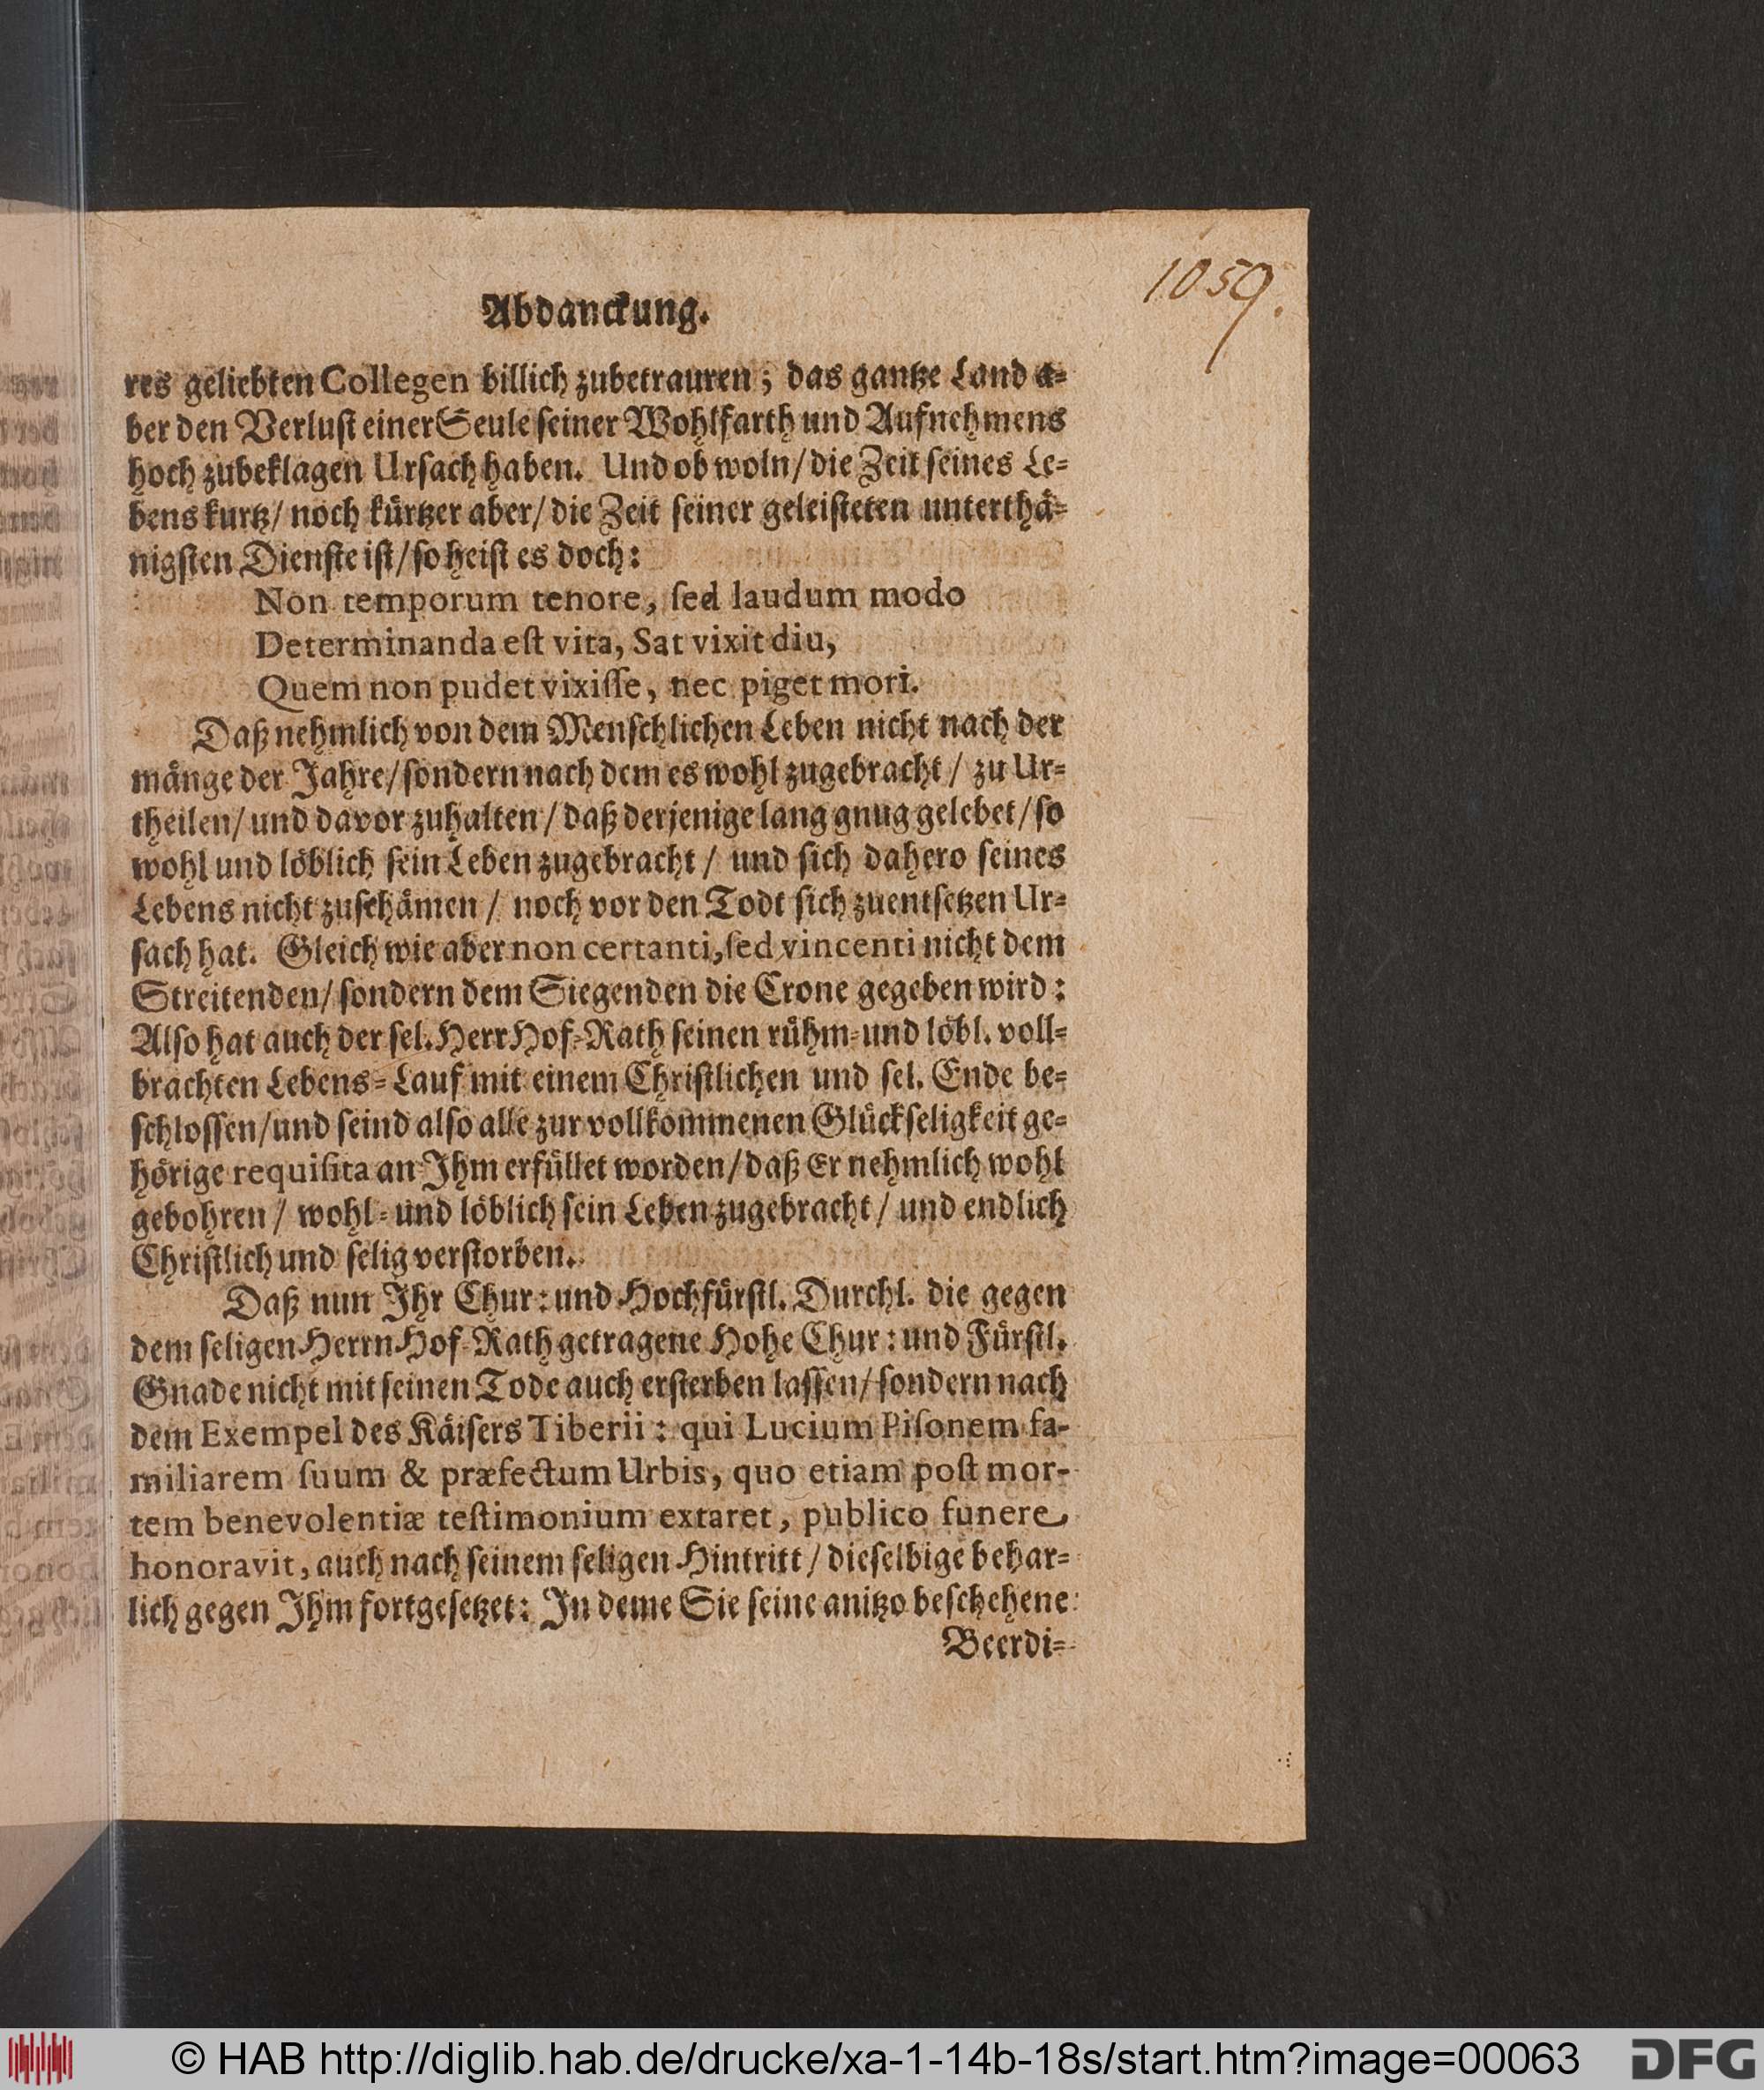 1059.
Abdanckung.
res geliebten Collegen billich zubetrauren; das gantze Land a-
ber den Verlust einer Seule seiner Wohlfarth und Aufnehmens
hoch zubeklagen Ursach haben. Und ob woln/ die Zeit seines Le-
bens kurtz/ noch kürtzer aber/ die Zeit seiner geleisteten unterthä-
nigsten Dienste ist/ so heist es doch:
Non temporum tenore, ſed laudum modo
Determinanda eſt vita, Sat vixit diu,
Quem non pudet vixiſſe, nec piget mori.
Daß nehmlich von dem Menschlichen Leben nicht nach der
mänge der Jahre/ sondern nach dem es wohl zugebracht/ zu Ur-
theilen/ und davor zuhalten/ daß derjenige lang gnug gelebet/ so
wohl und löblich sein Leben zugebracht/ und sich dahero seines
Lebens nicht zuschämen/ noch vor den Todt sich zuentsetzen Ur-
sach hat. Gleich wie aber non certanti, ſed vincenti nicht dem
Streitenden/ sondern dem Siegenden die Crone gegeben wird:
Also hat auch der sel. Herr Hof-Rath seinen rühm- und löbl. voll-
brachten Lebens-Lauf mit einem Christlichen und sel. Ende be-
schlossen/ und seind also alle zur vollkommenen Glückseligkeit ge-
hörige requiſita an Ihm erfüllet worden/ daß Er nehmlich wohl
gebohren/ wohl- und löblich sein Leben zugebracht/ und endlich
Christlich und selig verstorben.
Daß nun Ihr Chur: und Hochfürstl. Durchl. die gegen
dem seligen Herrn Hof-Rath getragene Hohe Chur: und Fürstl.
Gnade nicht mit seinen Tode auch ersterben lassen/ sondern nach
dem Exempel des Käisers Tiberii: qui Lucium Piſonem fa-
miliarem ſuum & præfectum Urbis, quo etiam poſt mor-
tem benevolentiæ teſtimonium extaret, publico funere
honoravit, auch nach seinem seligen Hintritt/ dieselbige behar-
lich gegen Ihm fortgesetzet: In deme Sie seine anitzo beschehene
Beerdi-
© HAB http://diglib.hab.de/drucke/xa-1-14b-18s/start.htm?image=00063
DFG